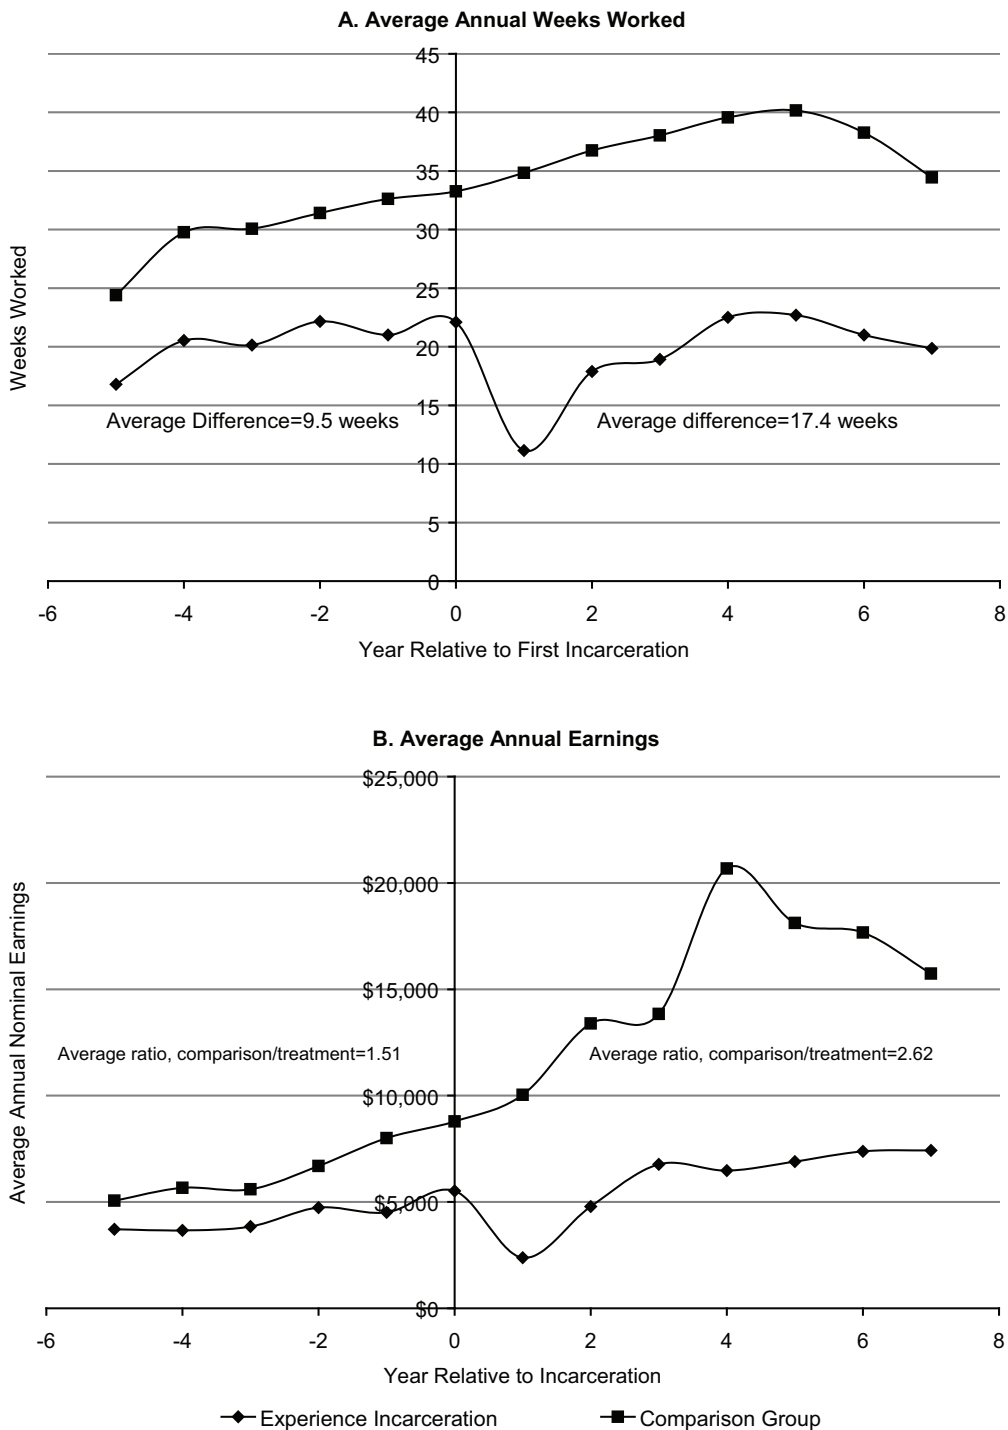 A. Average Annual Weeks Worked
45
40
35
30
25
20
15
10
5
0
Weeks Worked
Average Difference=9.5 weeks
Average difference=17.4 weeks
-6 -4 -2 0 2 4 6 8
Year Relative to First Incarceration
B. Average Annual Earnings
$25,000
$20,000
$15,000
$10,000
$5,000
$0
Average Annual Nominal Earnings
Average ratio, comparison/treatment=1.51
Average ratio, comparison/treatment=2.62
-6 -4 -2 0 2 4 6 8
Year Relative to Incarceration
Experience Incarceration Comparison Group